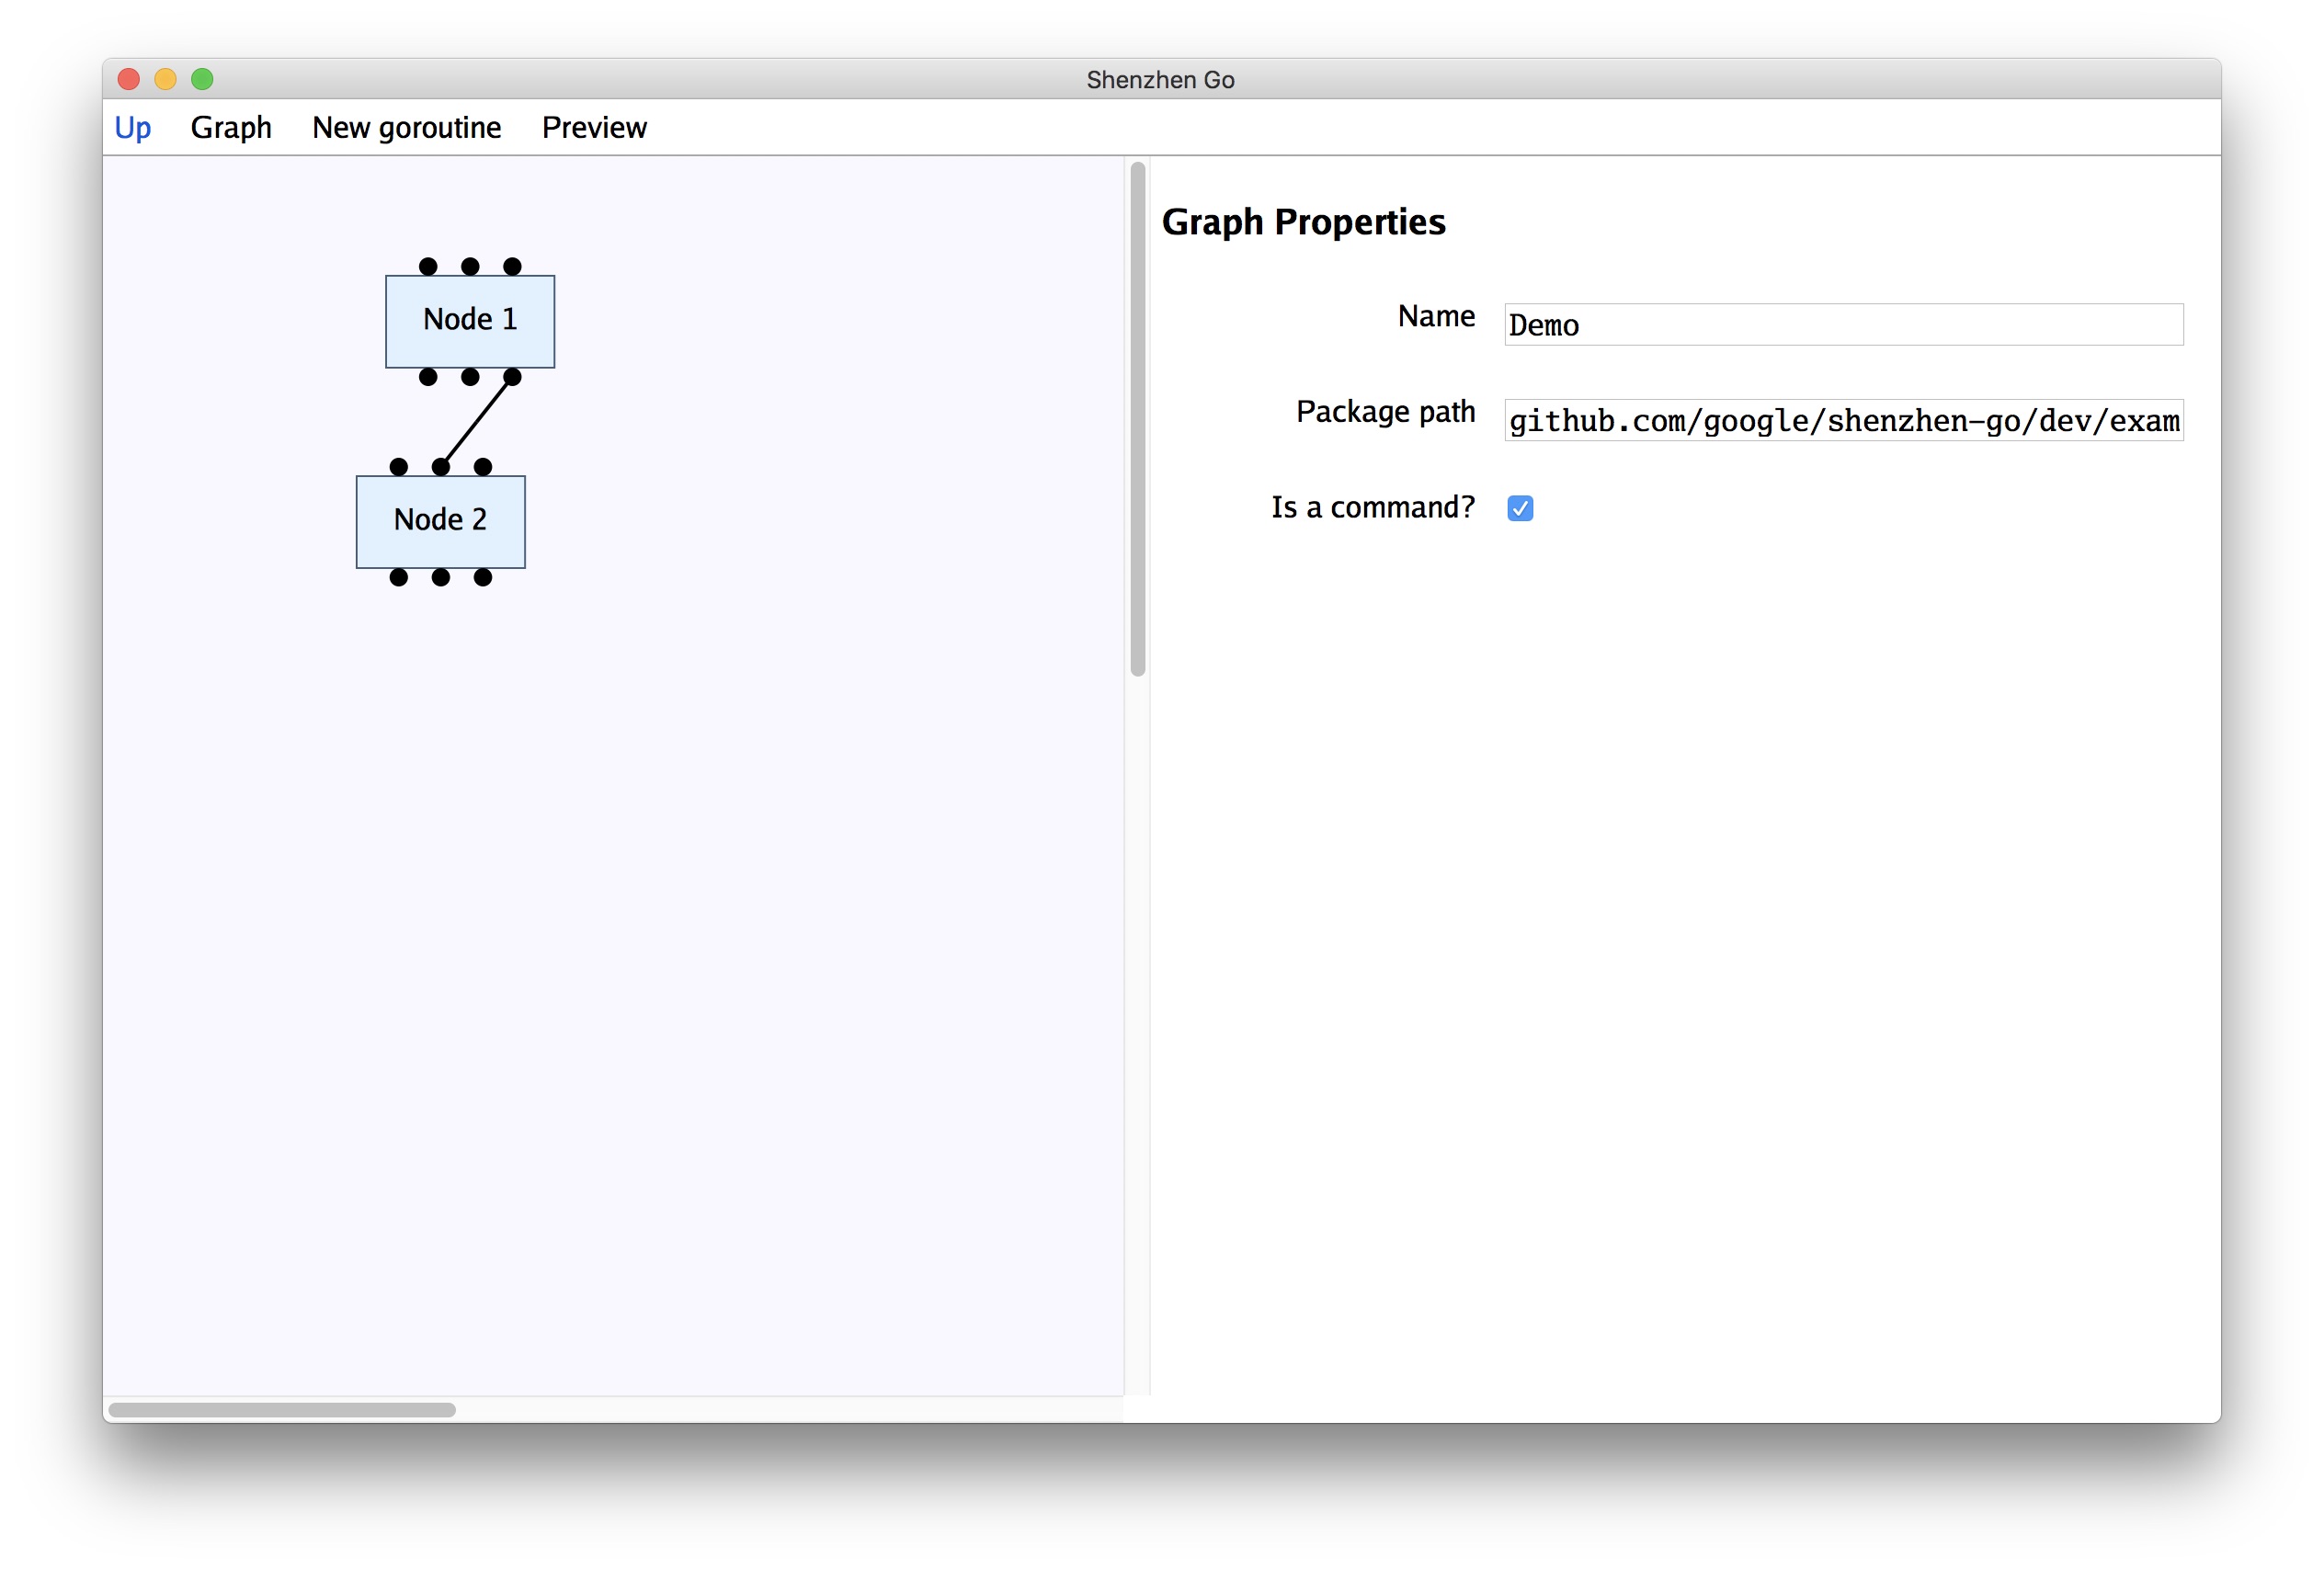 Shenzhen Go
Up Graph New goroutine Preview
Node 1
Node 2
Graph Properties
Name Demo
Package path github.com/google/shenzhen-go/dev/exam
Is a command?